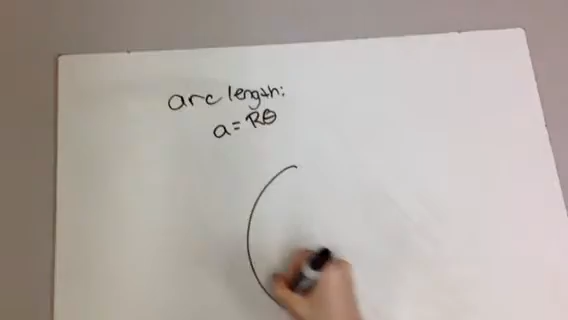 arc length:
a = Rθ